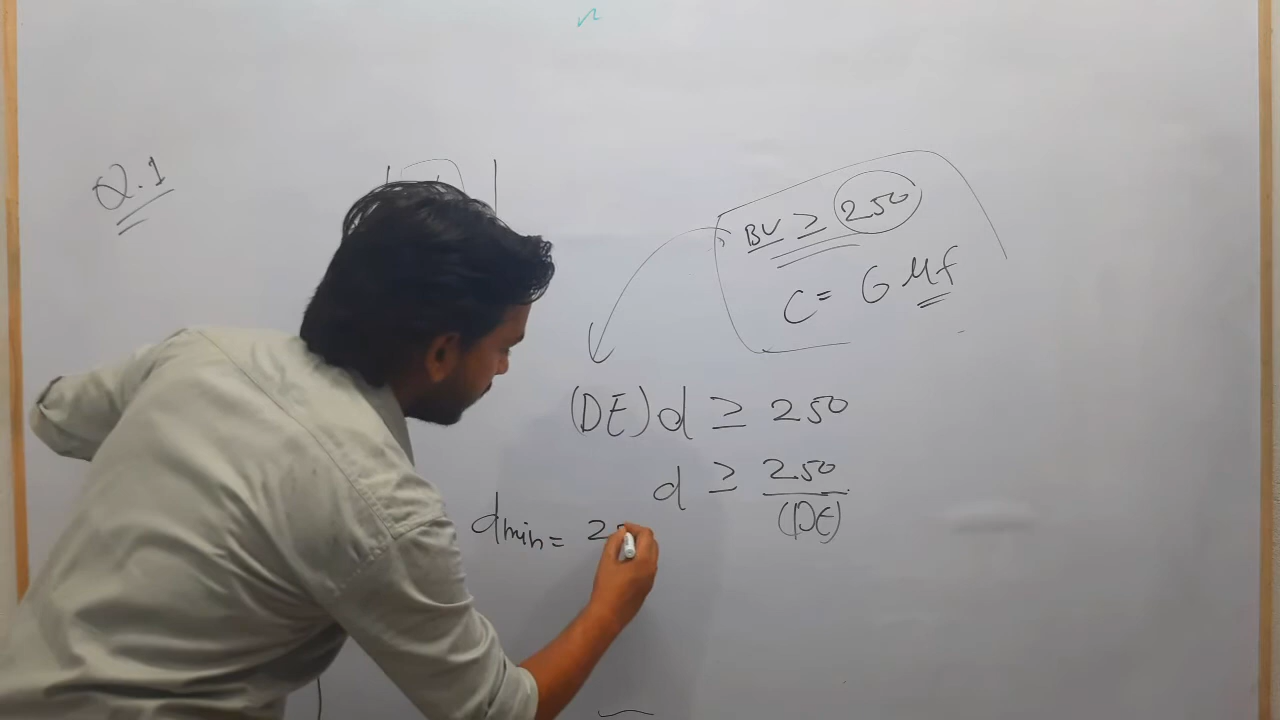 Q.1
BV ≥ 250
C = 6 μf
(DE) d ≥ 250
d ≥ 250/(DE)
dmin = 2